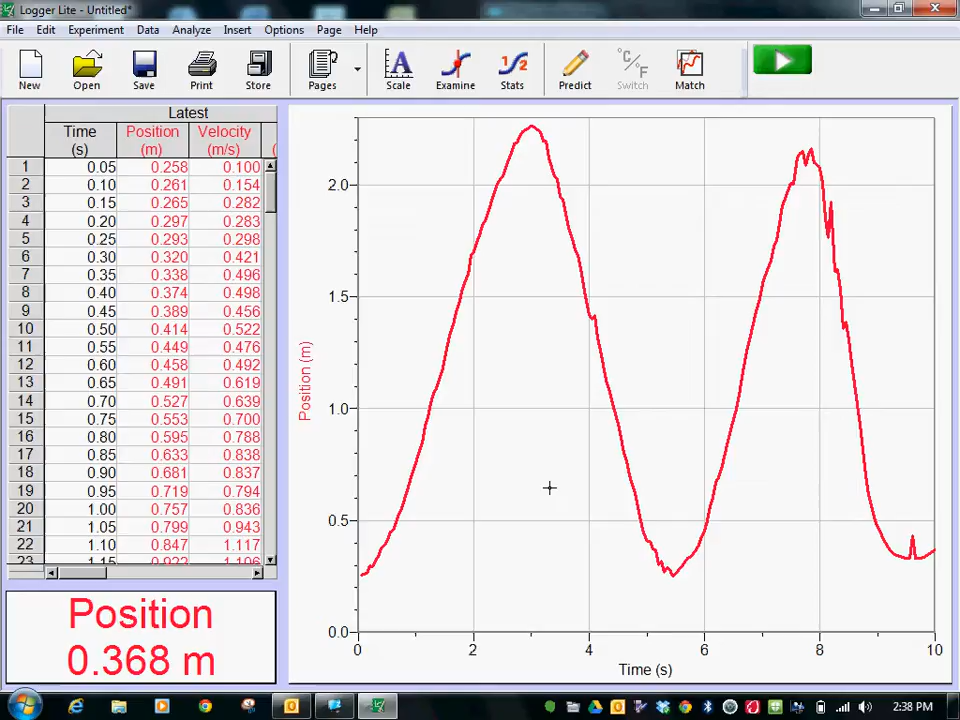 Logger Lite - Untitled*
File Edit Experiment Data Analyze Insert Options Page Help
New Open Save Print Store Pages Scale Examine Stats Predict Switch Match
1/2 °C/°F
Latest
Time Position Velocity
(s) (m) (m/s) (
1 0.05 0.258 0.100
2 0.10 0.261 0.154
3 0.15 0.265 0.282
4 0.20 0.297 0.283
5 0.25 0.293 0.298
6 0.30 0.320 0.421
7 0.35 0.338 0.496
8 0.40 0.374 0.498
9 0.45 0.389 0.456
10 0.50 0.414 0.522
11 0.55 0.449 0.476
12 0.60 0.458 0.492
13 0.65 0.491 0.619
14 0.70 0.527 0.639
15 0.75 0.553 0.700
16 0.80 0.595 0.788
17 0.85 0.633 0.838
18 0.90 0.681 0.837
19 0.95 0.719 0.794
20 1.00 0.757 0.836
21 1.05 0.799 0.943
22 1.10 0.847 1.117
23 1.15 0.922 1.106
Position
0.368 m
Position (m)
2.0
1.5
1.0
0.5
0.0
0 2 4 6 8 10
Time (s)
2:38 PM